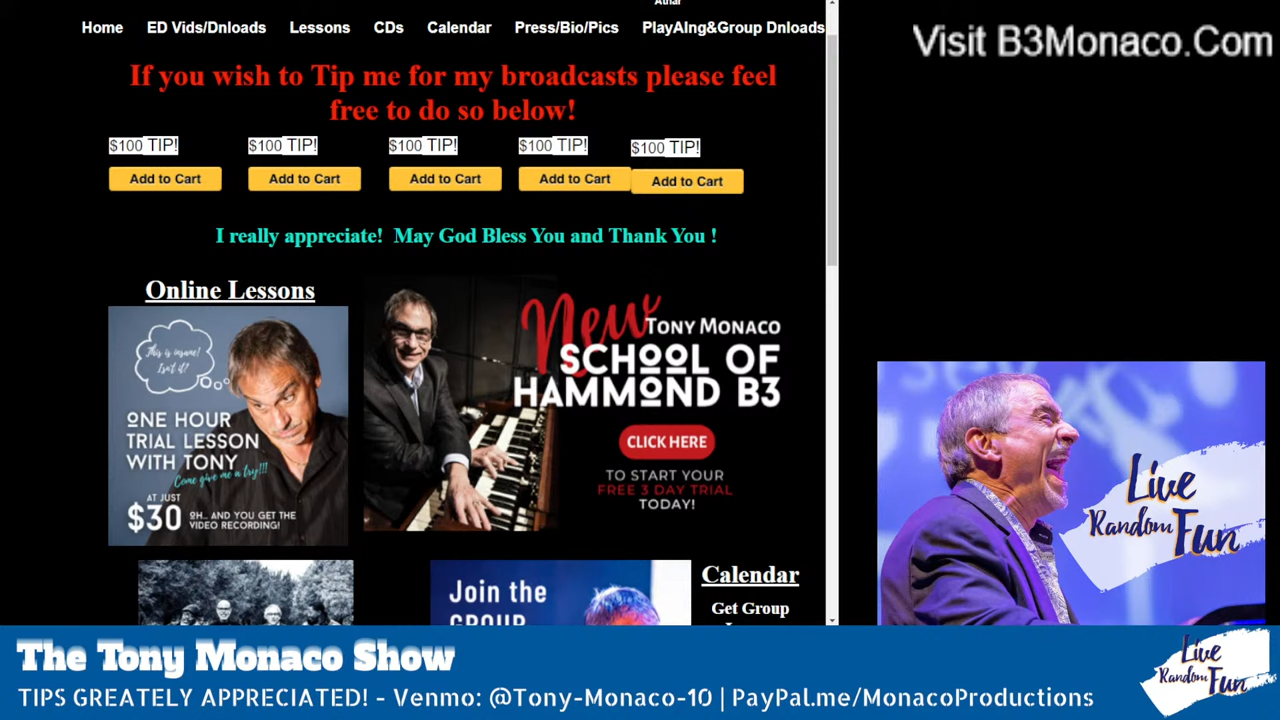 Home ED Vids/Dnloads Lessons CDs Calendar Press/Bio/Pics PlayAlng&Group Dnloads
Visit B3Monaco.Com
If you wish to Tip me for my broadcasts please feel
free to do so below!
$100 TIP! $100 TIP! $100 TIP! $100 TIP! $100 TIP!
Add to Cart Add to Cart Add to Cart Add to Cart Add to Cart
I really appreciate! May God Bless You and Thank You !
Online Lessons
This is insane!
Isn't it?
ONE HOUR
TRIAL LESSON
WITH TONY
Come give me a try!!!
AT JUST
$30
OH... AND YOU GET THE
VIDEO RECORDING!
New
TONY MONACO
SCHOOL OF
HAMMOND B3
CLICK HERE
TO START YOUR
FREE 3 DAY TRIAL
TODAY!
Live
Random
Fun
Join the
GROUP
Calendar
Get Group
The Tony Monaco Show
TIPS GREATELY APPRECIATED! - Venmo: @Tony-Monaco-10 | PayPal.me/MonacoProductions
Live
Random
Fun